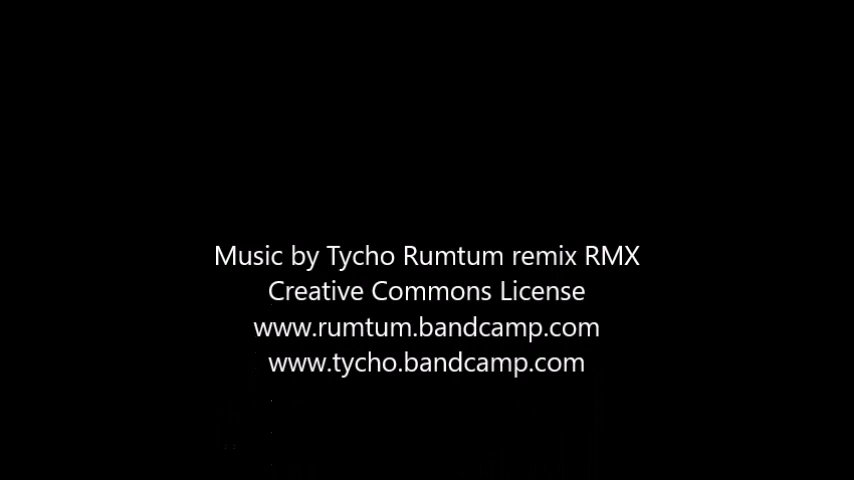 Music by Tycho Rumtum remix RMX
Creative Commons License
www.rumtum.bandcamp.com
www.tycho.bandcamp.com